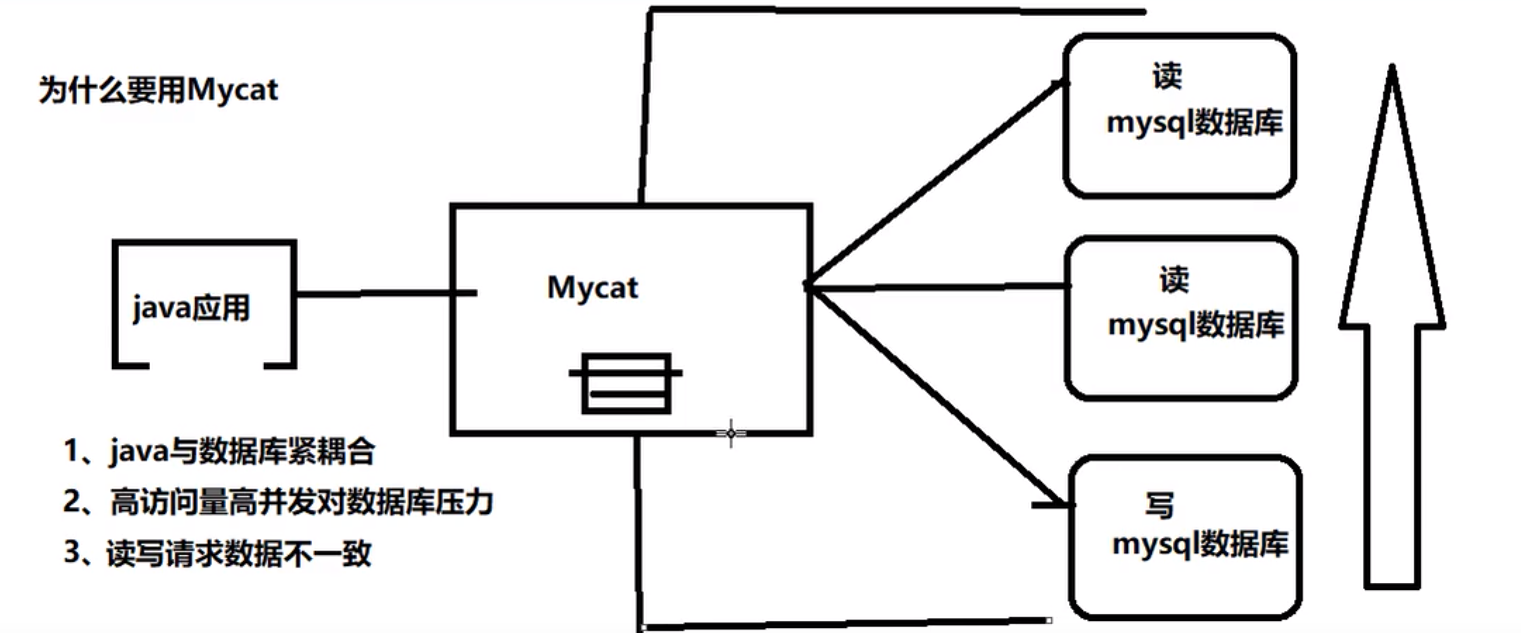 为什么要用Mycat
读
mysql数据库
java应用
Mycat
读
mysql数据库
1、java与数据库紧耦合
2、高访问量高并发对数据库压力
3、读写请求数据不一致
写
mysql数据库